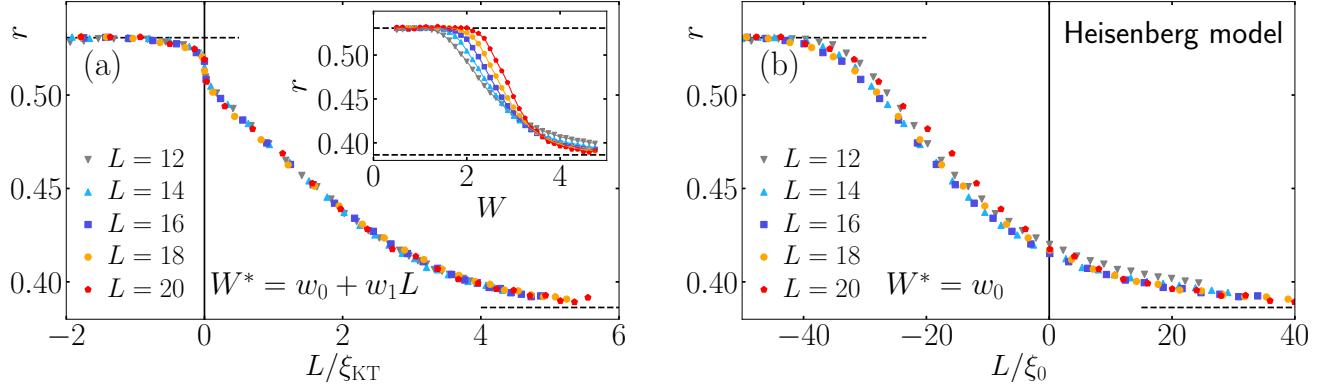 r
0.50
0.45
0.40
(a)
L = 12
L = 14
L = 16
L = 18
L = 20
W* = w₀ + w₁L
−2
0
2
4
6
L/ξ_KT
r
0.50
0.45
0.40
0
2
4
W
r
0.50
0.45
0.40
Heisenberg model
(b)
L = 12
L = 14
L = 16
L = 18
L = 20
W* = w₀
−40
−20
0
20
40
L/ξ₀